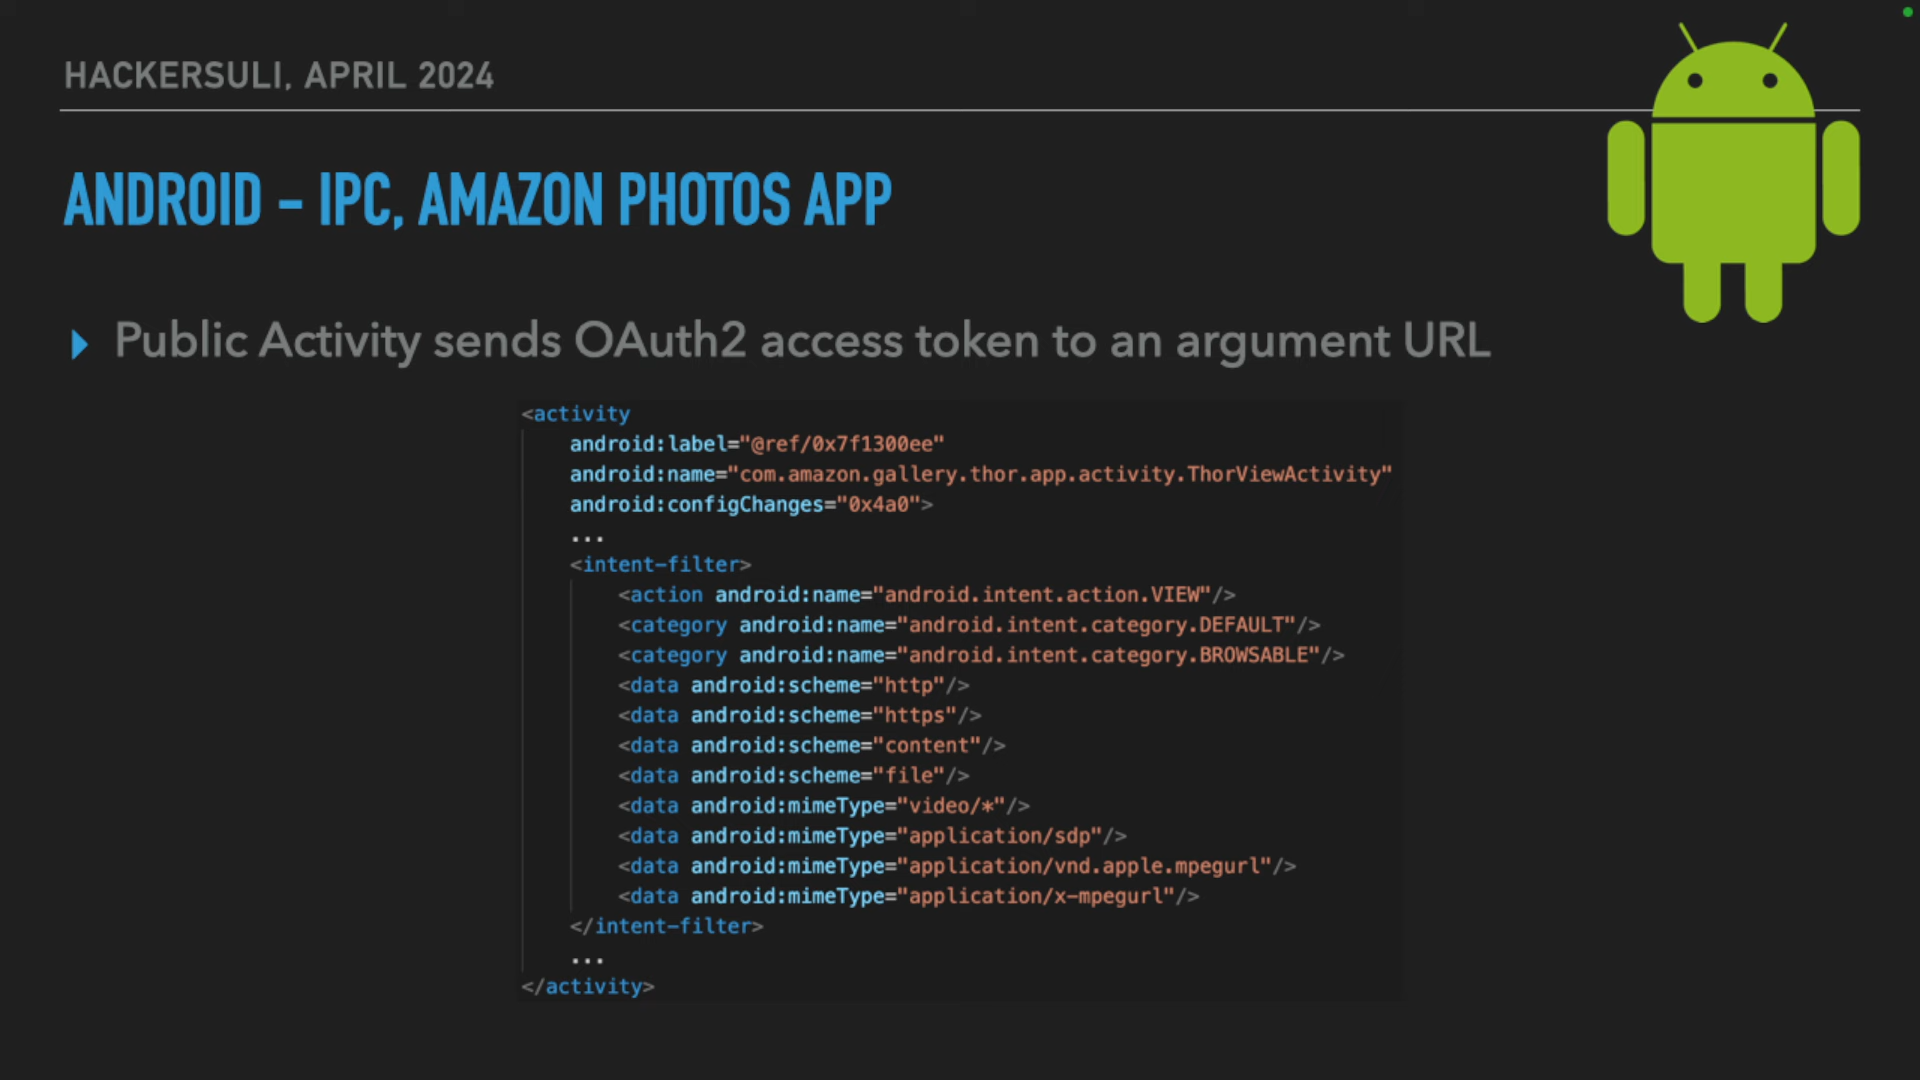 HACKERSULI, APRIL 2024
ANDROID – IPC, AMAZON PHOTOS APP
Public Activity sends OAuth2 access token to an argument URL
<activity
android:label="@ref/0x7f1300ee"
android:name="com.amazon.gallery.thor.app.activity.ThorViewActivity"
android:configChanges="0x4a0">
...
<intent-filter>
<action android:name="android.intent.action.VIEW"/>
<category android:name="android.intent.category.DEFAULT"/>
<category android:name="android.intent.category.BROWSABLE"/>
<data android:scheme="http"/>
<data android:scheme="https"/>
<data android:scheme="content"/>
<data android:scheme="file"/>
<data android:mimeType="video/*"/>
<data android:mimeType="application/sdp"/>
<data android:mimeType="application/vnd.apple.mpegurl"/>
<data android:mimeType="application/x-mpegurl"/>
</intent-filter>
...
</activity>